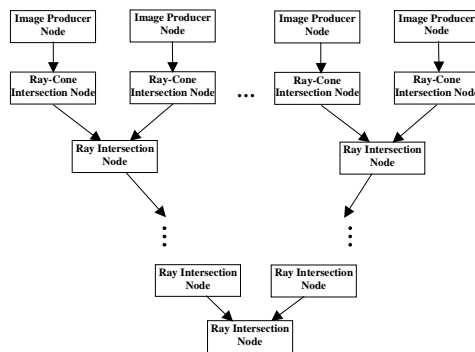 Image Producer
Node
Image Producer
Node
Image Producer
Node
Image Producer
Node
Ray-Cone
Intersection Node
Ray-Cone
Intersection Node
...
Ray-Cone
Intersection Node
Ray-Cone
Intersection Node
Ray Intersection
Node
Ray Intersection
Node
Ray Intersection
Node
Ray Intersection
Node
Ray Intersection
Node